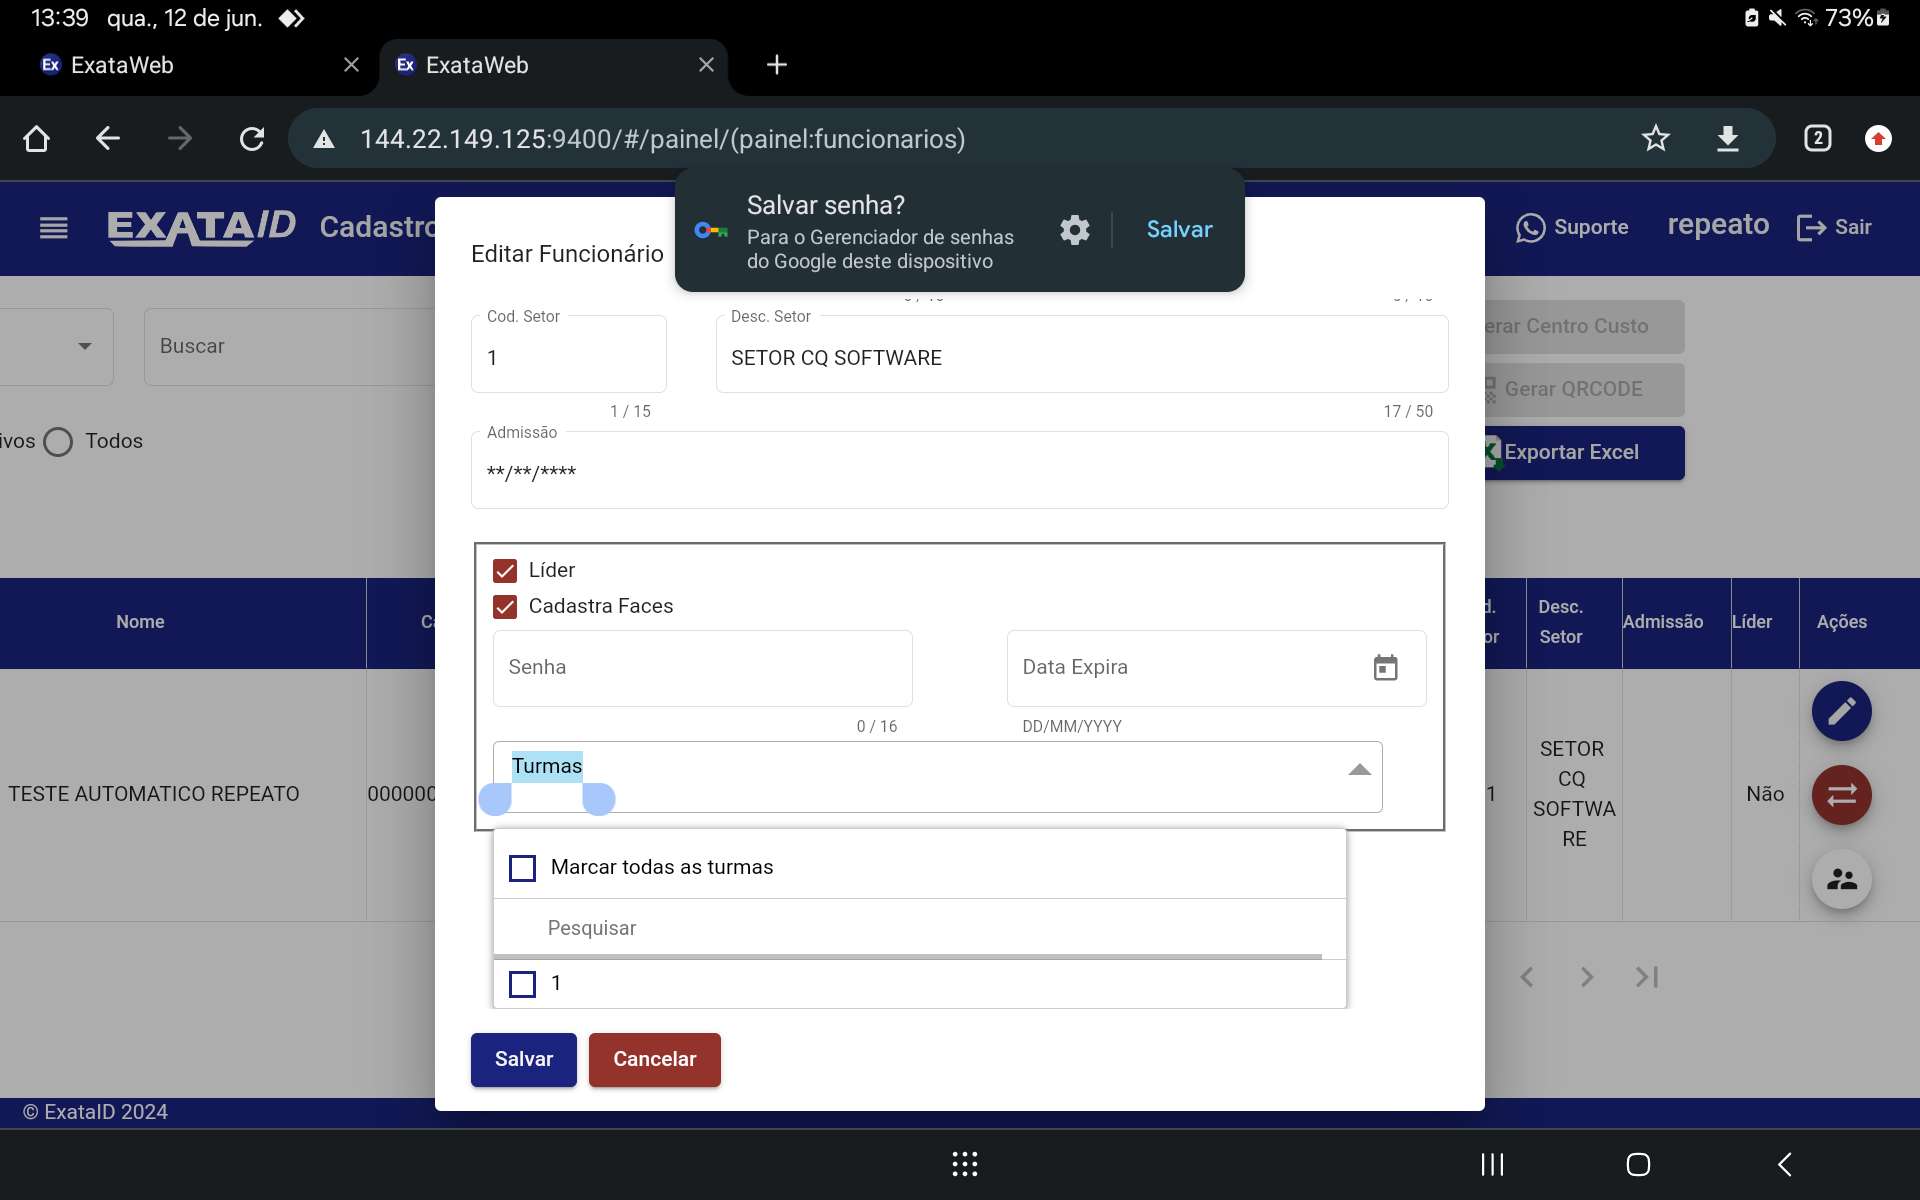 13:39 qua., 12 de jun. 73%
Ex ExataWeb
Ex ExataWeb
144.22.149.125:9400/#/painel/(painel:funcionarios)
2
Salvar senha?
Para o Gerenciador de senhas
do Google deste dispositivo
Salvar
EXATAID Cadastro
Suporte
repeato
Sair
Editar Funcionário
Cod. Setor
1
1 / 15
Desc. Setor
SETOR CQ SOFTWARE
17 / 50
Admissão
**/**/****
Líder
Cadastra Faces
Senha
0 / 16
Data Expira
DD/MM/YYYY
Turmas
Marcar todas as turmas
Pesquisar
1
Salvar
Cancelar
Buscar
ivos
Todos
erar Centro Custo
Gerar QRCODE
Exportar Excel
Nome
Ca
d.
or
Desc.
Setor
Admissão
Líder
Ações
TESTE AUTOMATICO REPEATO
000000
1
SETOR
CQ
SOFTWA
RE
Não
© ExataID 2024